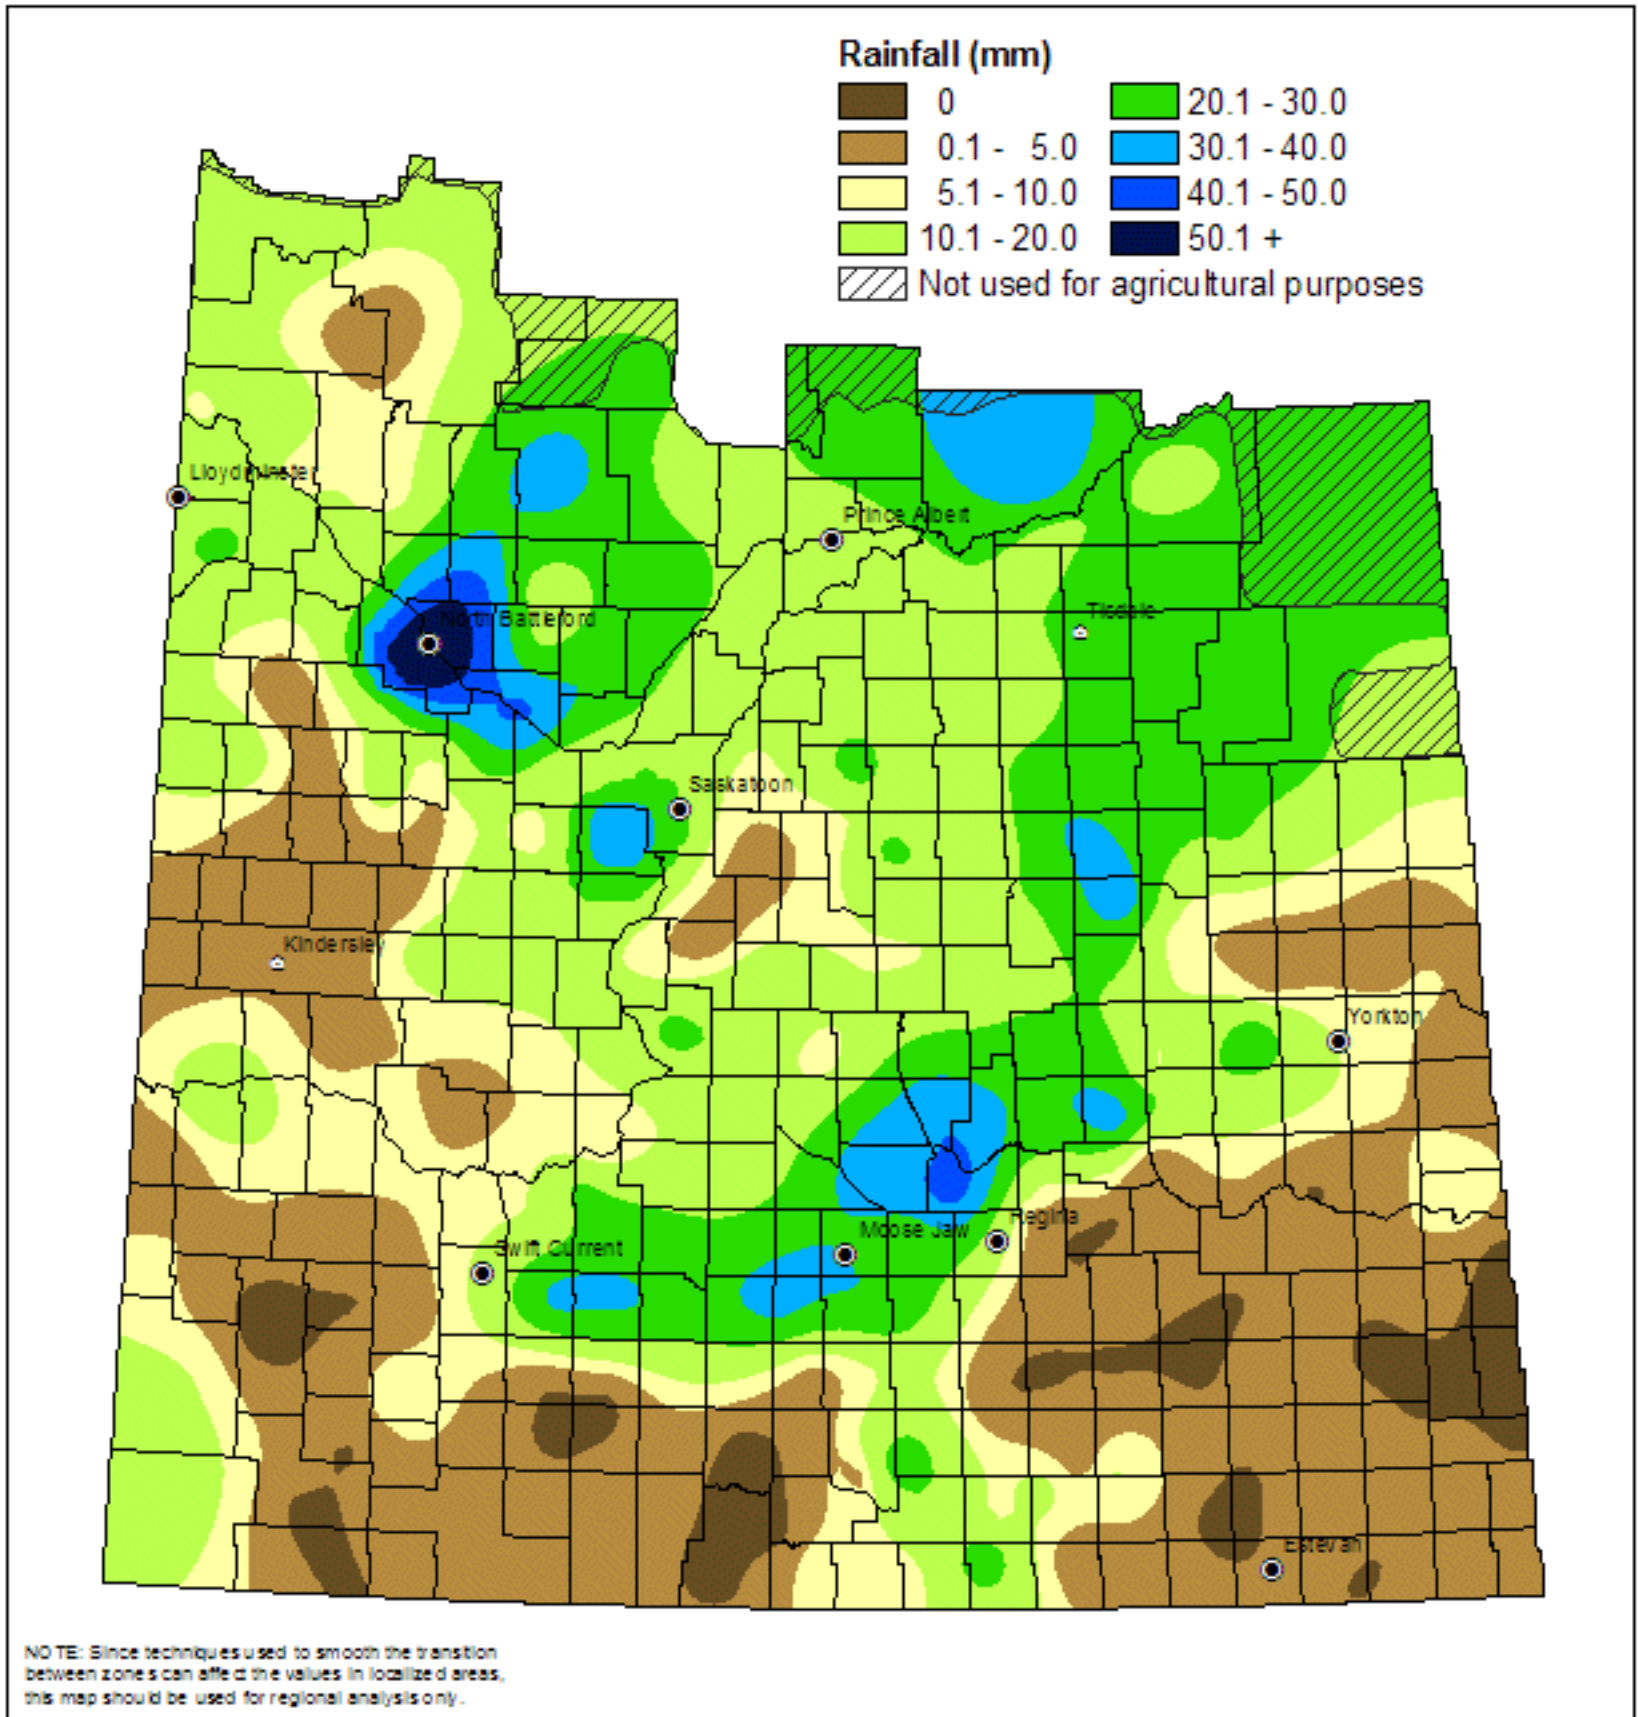 Rainfall (mm)
0
20.1 - 30.0
0.1 - 5.0
30.1 - 40.0
5.1 - 10.0
40.1 - 50.0
10.1 - 20.0
50.1 +
Not used for agricultural purposes
Lloydminster
Prince Albert
North Battleford
Tisdale
Saskatoon
Kindersley
Yorkton
Moose Jaw
Regina
Swift Current
Estevan
NOTE: Since techniques used to smooth the transition
between zones can affect the values in localized areas,
this map should be used for regional analysis only.